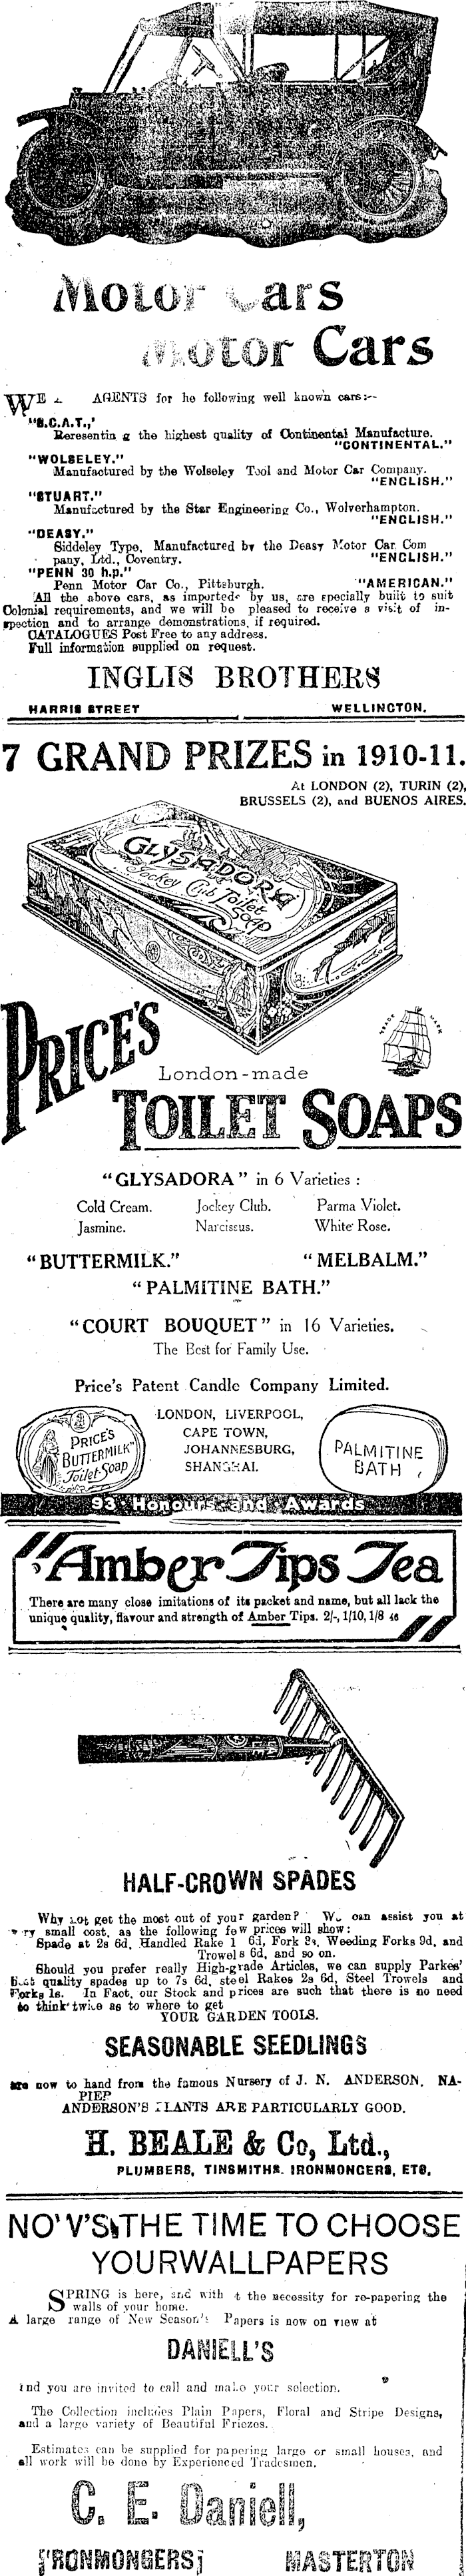 Motor Cars
Motor Cars
WE AGENTS for he following well known cars:--
"S.C.A.T.,'
Reresentin g the highest quality of Continental Manufacture.
"CONTINENTAL."
"WOLSELEY."
Manufactured by the Wolseley Tool and Motor Car Company.
"ENGLISH."
"STUART."
Manufactured by the Star Engineering Co., Wolverhampton.
"ENGLISH."
"DEASY."
Siddeley Type, Manufactured by the Deasy Motor Car Com
pany, Ltd., Coventry. "ENGLISH."
"PENN 30 h.p."
Penn Motor Car Co., Pittsburgh. "AMERICAN."
All the above cars, as imported by us, are specially built to suit
Colonial requirements, and we will be pleased to receive a visit of in-
spection and to arrange demonstrations, if required.
CATALOGUES Post Free to any address.
Full information supplied on request.
INGLIS BROTHERS
HARRIS STREET WELLINGTON.
7 GRAND PRIZES in 1910-11.
At LONDON (2), TURIN (2),
BRUSSELS (2), and BUENOS AIRES.
GLYSADORA
Jockey Club Toilet
Soap
TRADE MARK
PRICE'S
London-made
TOILET SOAPS
"GLYSADORA" in 6 Varieties :
Cold Cream. Jockey Club. Parma Violet.
Jasmine. Narcissus. White Rose.
"BUTTERMILK." "MELBALM."
"PALMITINE BATH."
"COURT BOUQUET" in 16 Varieties.
The Best for Family Use.
Price's Patent Candle Company Limited.
LONDON, LIVERPOOL,
CAPE TOWN,
JOHANNESBURG,
SHANGHAI.
PRICE'S
BUTTERMILK
Toilet Soap
PALMITINE
BATH
93 Honours and Awards
"Amber Tips Tea
There are many close imitations of its packet and name, but all lack the
unique quality, flavour and strength of Amber Tips. 2/-, 1/10, 1/8 46
HALF-CROWN SPADES
Why not get the most out of your garden? We can assist you at
very small cost, as the following few prices will show:
Spade at 2s 6d, Handled Rake 1 6d, Fork 3s, Weeding Forks 9d, and
Trowels 6d, and so on.
Should you prefer really High-grade Articles, we can supply Parkes'
Best quality spades up to 7s 6d, steel Rakes 2s 6d, Steel Trowels and
Forks 1s. In Fact, our Stock and prices are such that there is no need
to think twice as to where to get
YOUR GARDEN TOOLS.
SEASONABLE SEEDLINGS
are now to hand from the famous Nursery of J. N. ANDERSON, NA-
PIER
ANDERSON'S PLANTS ARE PARTICULARLY GOOD.
H. BEALE & Co, Ltd.,
PLUMBERS, TINSMITHS. IRONMONGERS, ETC.
NOW'S THE TIME TO CHOOSE
YOUR WALLPAPERS
SPRING is here, and with it the necessity for re-papering the
walls of your home.
A large range of New Season's Papers is now on view at
DANIELL'S
and you are invited to call and make your selection.
The Collection includes Plain Papers, Floral and Stripe Designs,
and a large variety of Beautiful Friezes.
Estimates can be supplied for papering large or small houses, and
all work will be done by Experienced Tradesmen.
C. E. Daniell,
IRONMONGERS MASTERTON